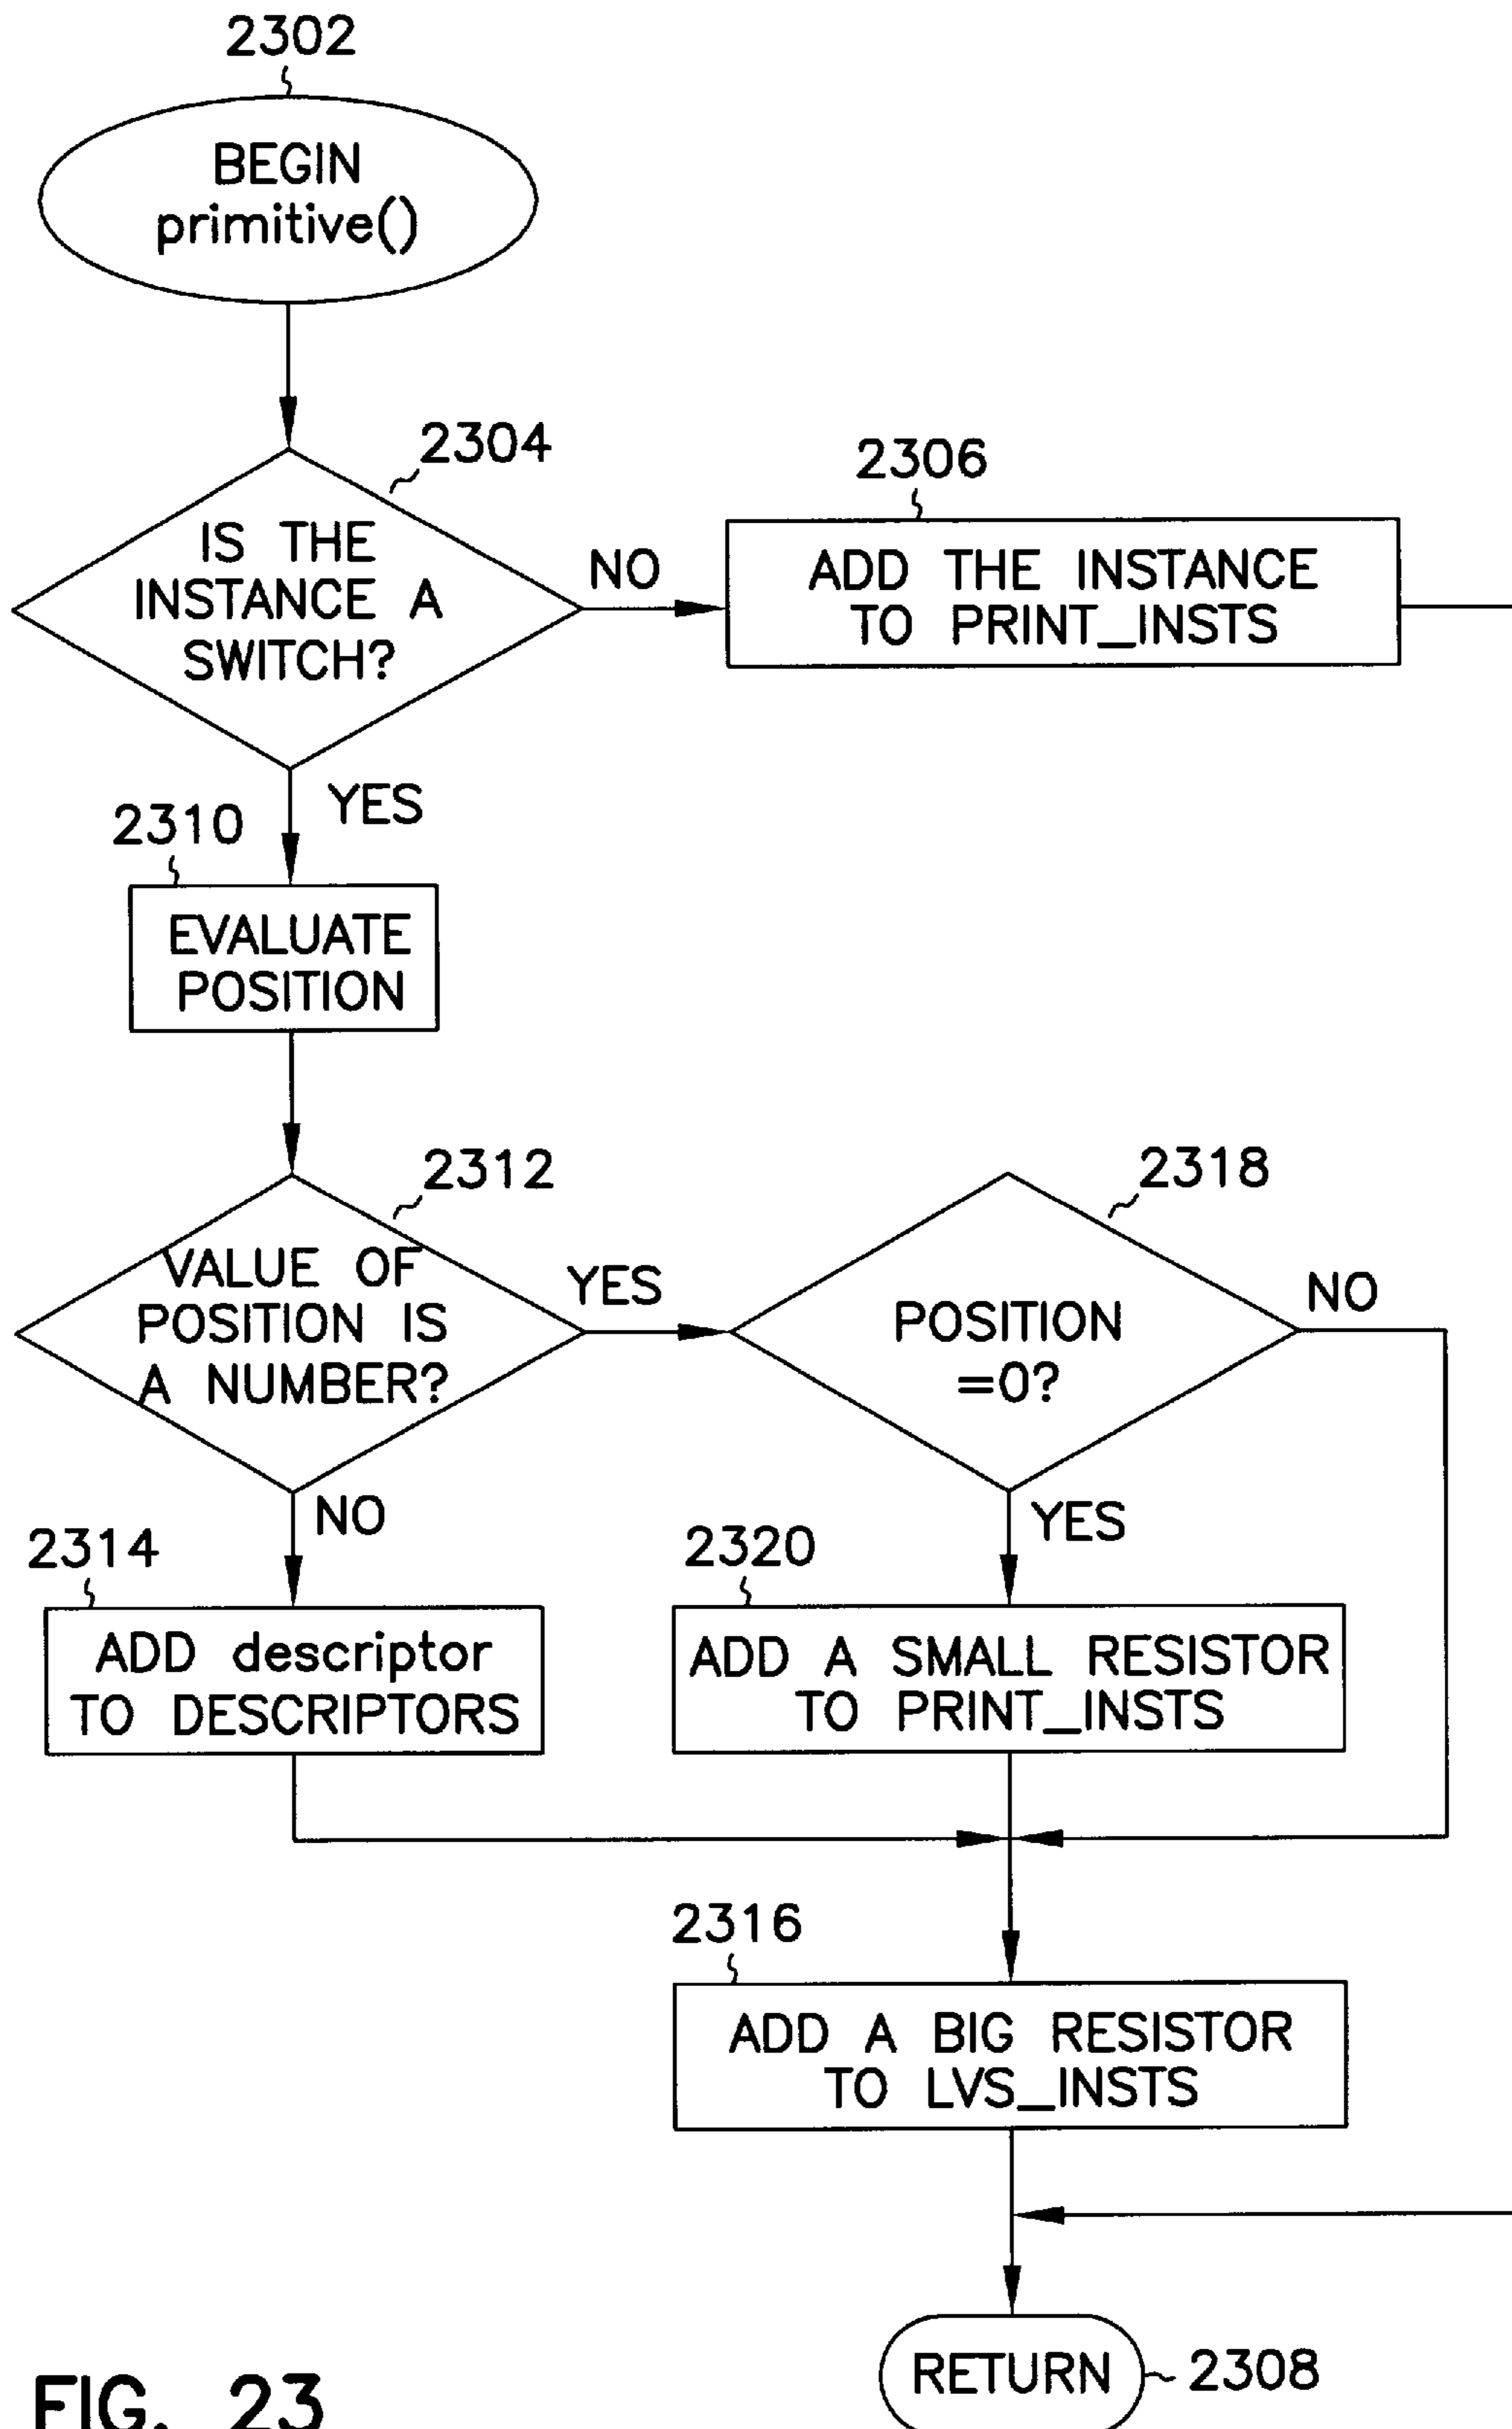 2302
BEGIN
primitive()
2304
IS THE
INSTANCE A
SWITCH?
NO
2306
ADD THE INSTANCE
TO PRINT_INSTS
YES
2310
EVALUATE
POSITION
2312
VALUE OF
POSITION IS
A NUMBER?
YES
2318
POSITION
=0?
NO
NO
2314
ADD descriptor
TO DESCRIPTORS
YES
2320
ADD A SMALL RESISTOR
TO PRINT_INSTS
2316
ADD A BIG RESISTOR
TO LVS_INSTS
RETURN
2308
FIG. 23